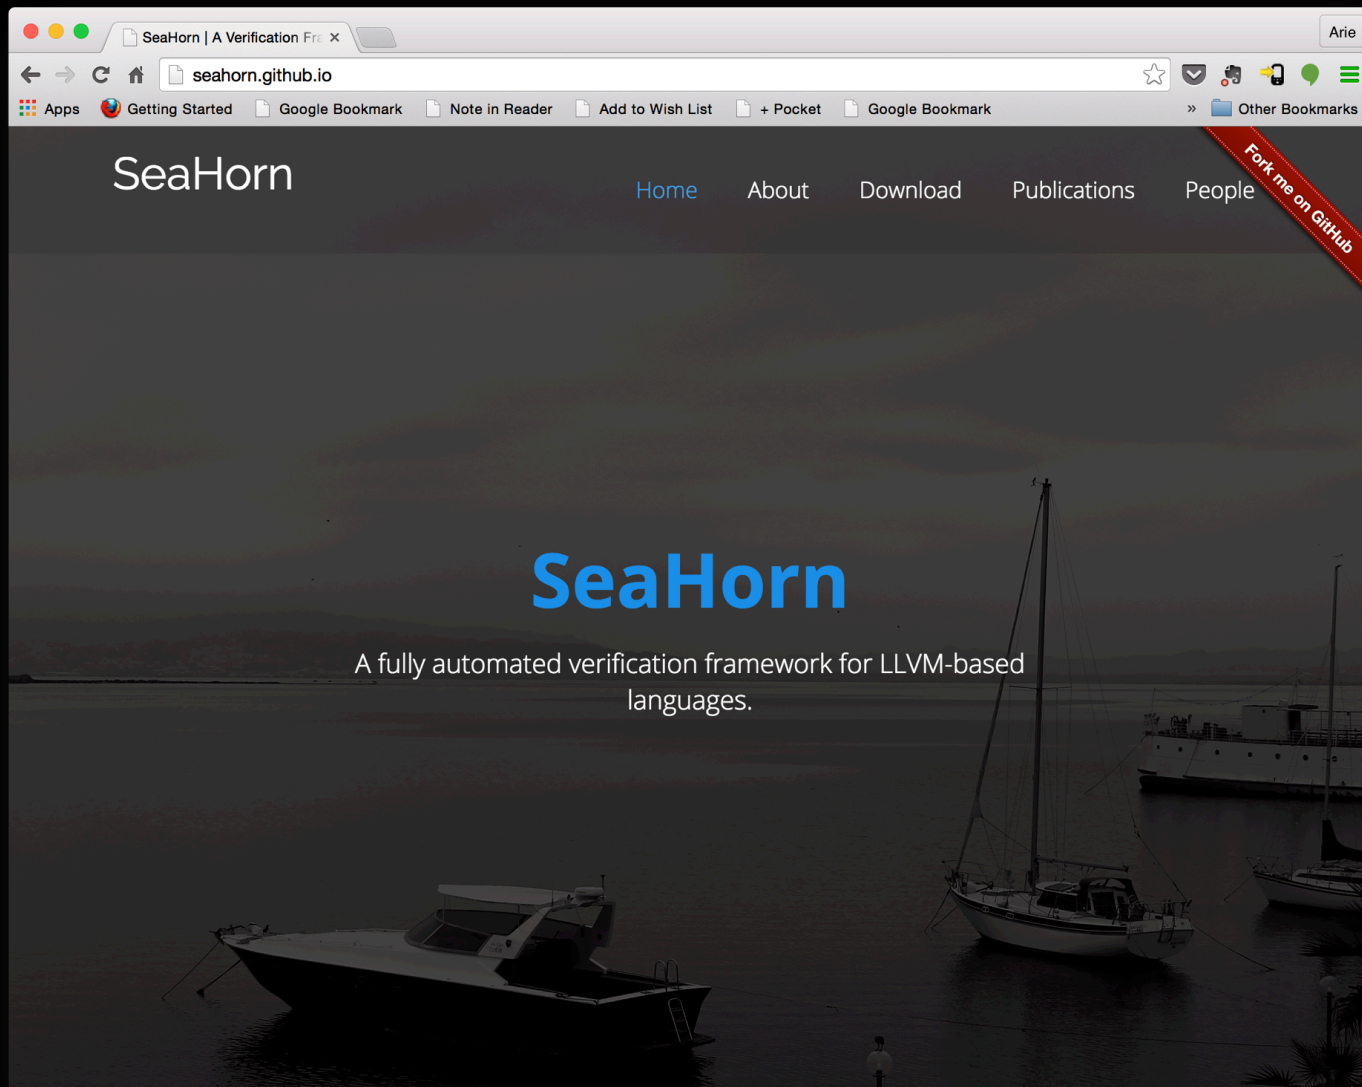 SeaHorn | A Verification Fra
Arie
seahorn.github.io
Apps
Getting Started
Google Bookmark
Note in Reader
Add to Wish List
+ Pocket
Google Bookmark
»
Other Bookmarks
SeaHorn
Home
About
Download
Publications
People
Fork me on GitHub
SeaHorn
A fully automated verification framework for LLVM-based
languages.